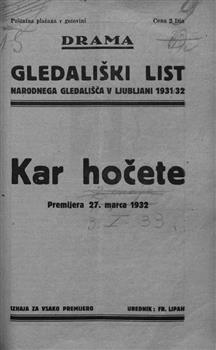 Poštnina plačana v gotovini Cena 2 Din
DRAMA
GLEDALIŠKI LIST
NARODNEGA GLEDALIŠČA V LJUBLJANI 1931-32
Kar hočete
Premijera 27. marca 1932
IZHAJA ZA VSAKO PREMIJERO UREDNIK: FR. LIPAH